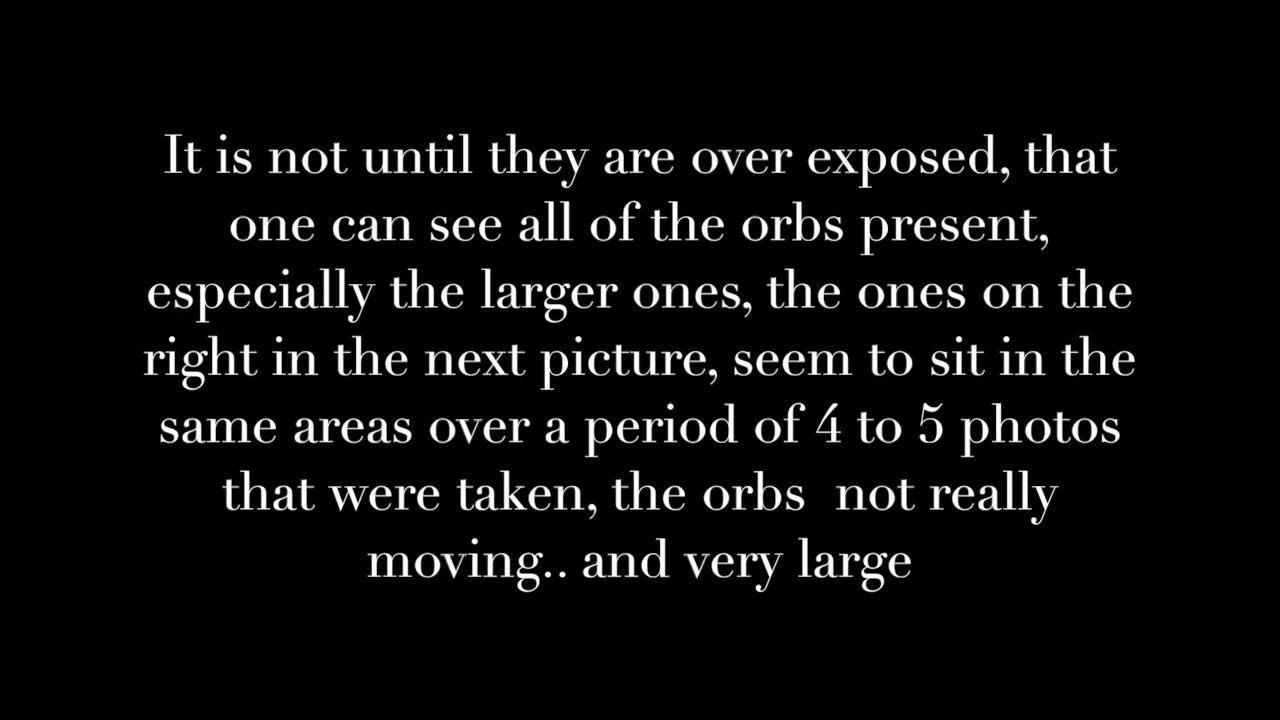 It is not until they are over exposed, that
one can see all of the orbs present,
especially the larger ones, the ones on the
right in the next picture, seem to sit in the
same areas over a period of 4 to 5 photos
that were taken, the orbs  not really
moving.. and very large